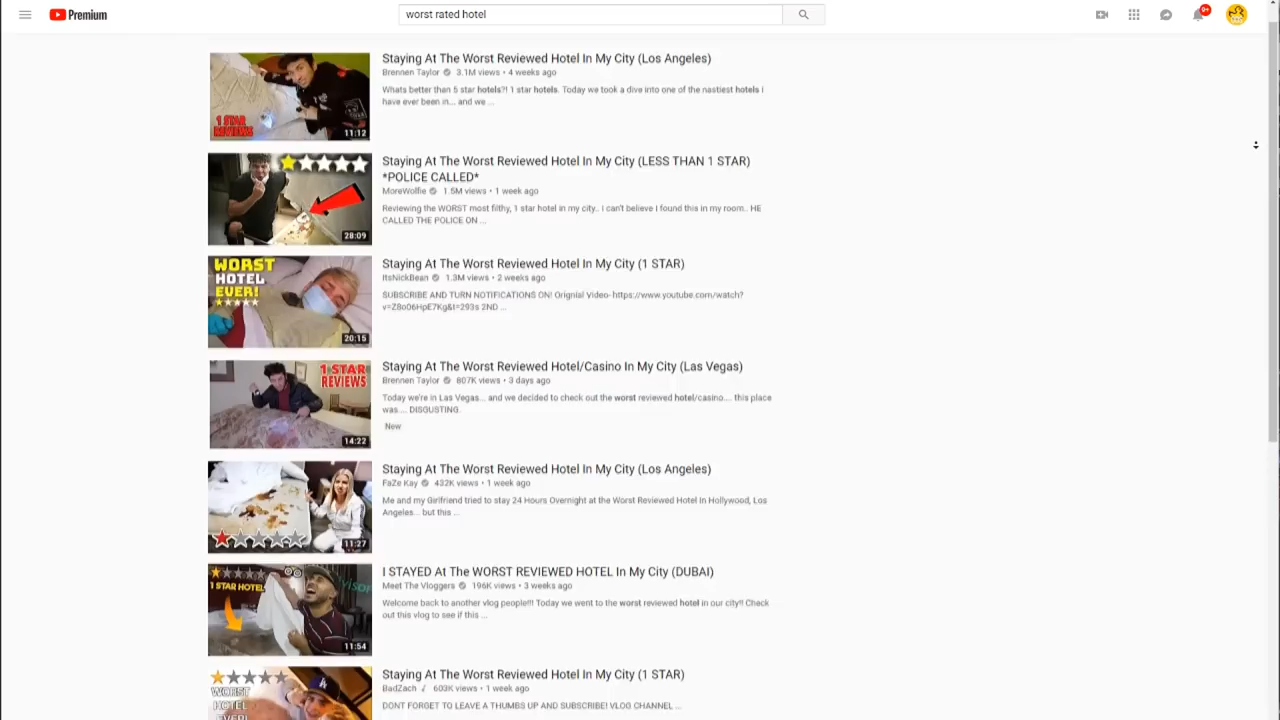 Premium
worst rated hotel
9+
Staying At The Worst Reviewed Hotel In My City (Los Angeles)
Brennen Taylor 3.1M views • 4 weeks ago
Whats better than 5 star hotels?! 1 star hotels. Today we took a dive into one of the nastiest hotels I
have ever been in... and we ...
1 STAR
REVIEWS
11:12
Staying At The Worst Reviewed Hotel In My City (LESS THAN 1 STAR)
*POLICE CALLED*
MoreWolfie 1.5M views • 1 week ago
Reviewing the WORST most filthy, 1 star hotel in my city.. I can't believe I found this in my room.. HE
CALLED THE POLICE ON ...
28:09
Staying At The Worst Reviewed Hotel In My City (1 STAR)
ItsNickBean 1.3M views • 2 weeks ago
SUBSCRIBE AND TURN NOTIFICATIONS ON! Orignial Video- https://www.youtube.com/watch?
v=Z8o06HpE7Kg&t=293s 2ND ...
WORST
HOTEL
EVER!
20:15
Staying At The Worst Reviewed Hotel/Casino In My City (Las Vegas)
Brennen Taylor 807K views • 3 days ago
Today we're in Las Vegas... and we decided to check out the worst reviewed hotel/casino.... this place
was.... DISGUSTING.
New
1 STAR
REVIEWS
14:22
Staying At The Worst Reviewed Hotel In My City (Los Angeles)
FaZe Kay 432K views • 1 week ago
Me and my Girlfriend tried to stay 24 Hours Overnight at the Worst Reviewed Hotel In Hollywood, Los
Angeles... but this ...
11:27
I STAYED At The WORST REVIEWED HOTEL In My City (DUBAI)
Meet The Vloggers 196K views • 3 weeks ago
Welcome back to another vlog people!!! Today we went to the worst reviewed hotel in our city!! Check
out this vlog to see if this ...
1 STAR HOTEL
11:54
Staying At The Worst Reviewed Hotel In My City (1 STAR)
BadZach 603K views • 1 week ago
DONT FORGET TO LEAVE A THUMBS UP AND SUBSCRIBE! VLOG CHANNEL ...
WORST
HOTEL
EVER!